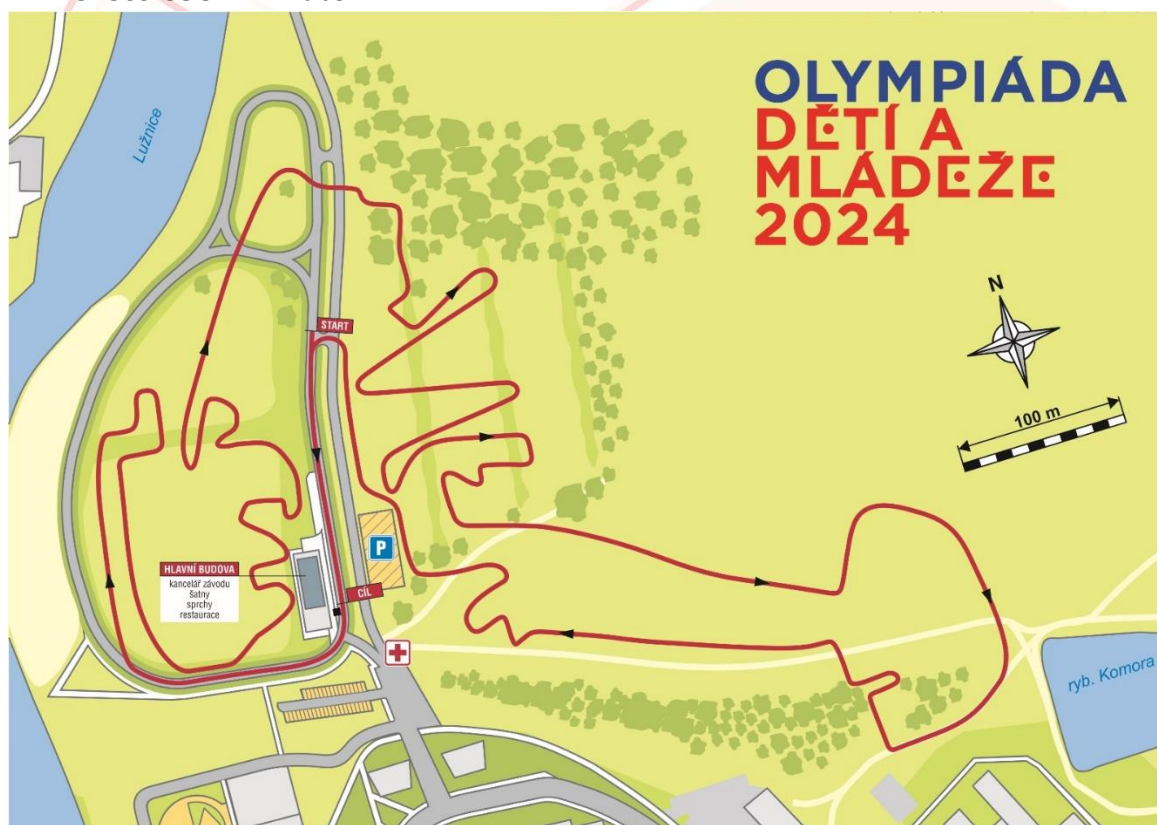 OLYMPIÁDA
DĚTÍ A
MLÁDEŽE
2024
Lužnice
N
100 m
START
HLAVNÍ BUDOVA
kancelář závodu
šatny
sprchy
restaurace
P
CÍL
ryb. Komora